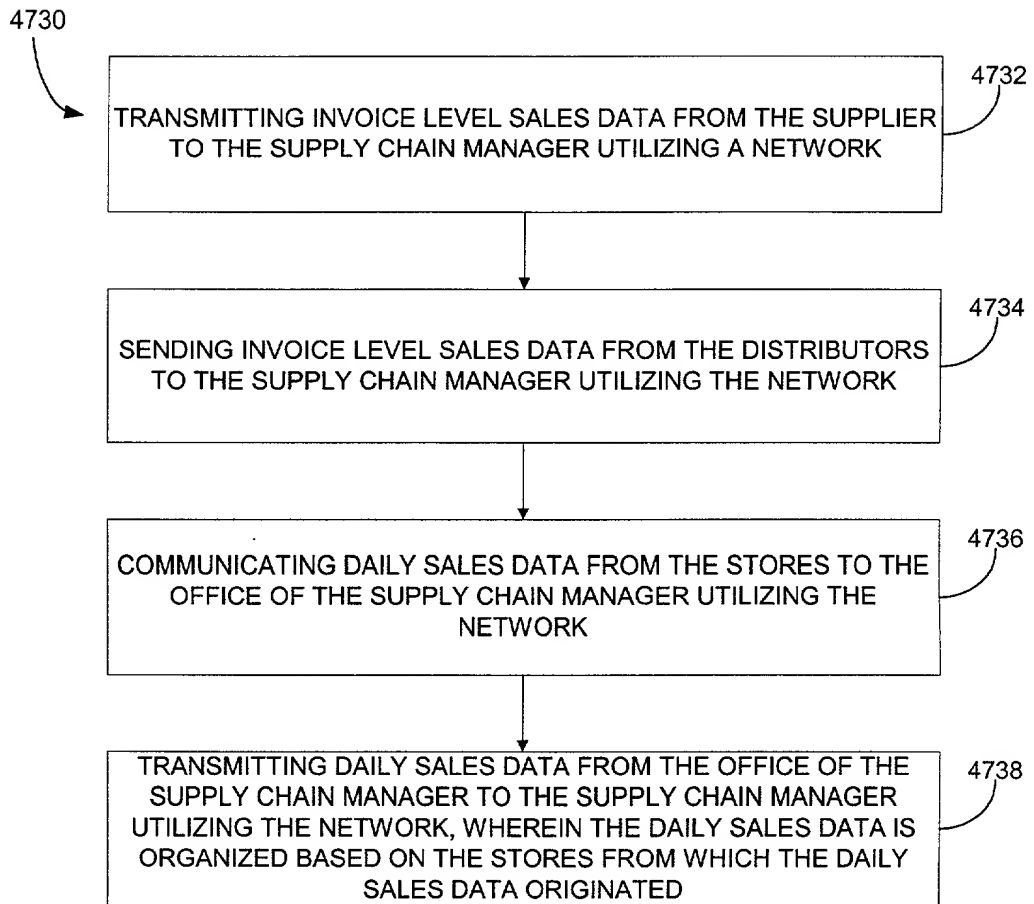 4730
4732
TRANSMITTING INVOICE LEVEL SALES DATA FROM THE SUPPLIER
TO THE SUPPLY CHAIN MANAGER UTILIZING A NETWORK
4734
SENDING INVOICE LEVEL SALES DATA FROM THE DISTRIBUTORS
TO THE SUPPLY CHAIN MANAGER UTILIZING THE NETWORK
4736
COMMUNICATING DAILY SALES DATA FROM THE STORES TO THE
OFFICE OF THE SUPPLY CHAIN MANAGER UTILIZING THE
NETWORK
4738
TRANSMITTING DAILY SALES DATA FROM THE OFFICE OF THE
SUPPLY CHAIN MANAGER TO THE SUPPLY CHAIN MANAGER
UTILIZING THE NETWORK, WHEREIN THE DAILY SALES DATA IS
ORGANIZED BASED ON THE STORES FROM WHICH THE DAILY
SALES DATA ORIGINATED